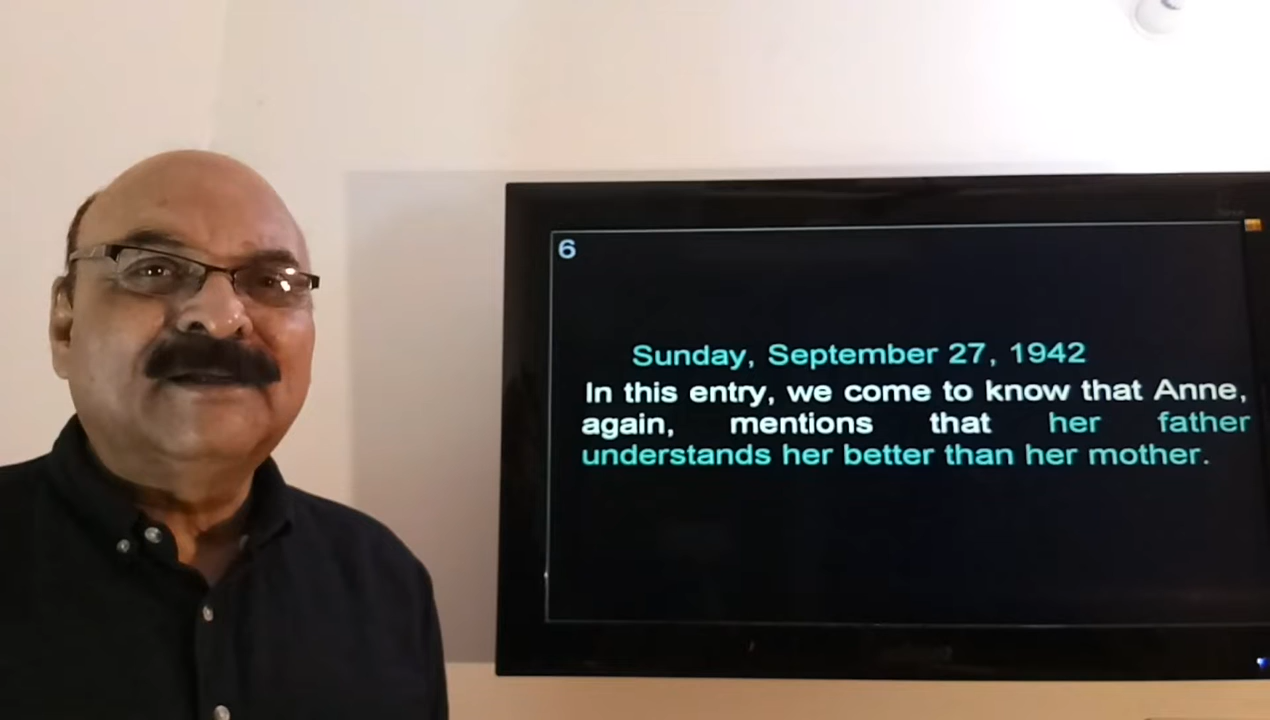 6
Sunday, September 27, 1942
In this entry, we come to know that Anne,
again, mentions that her father
understands her better than her mother.